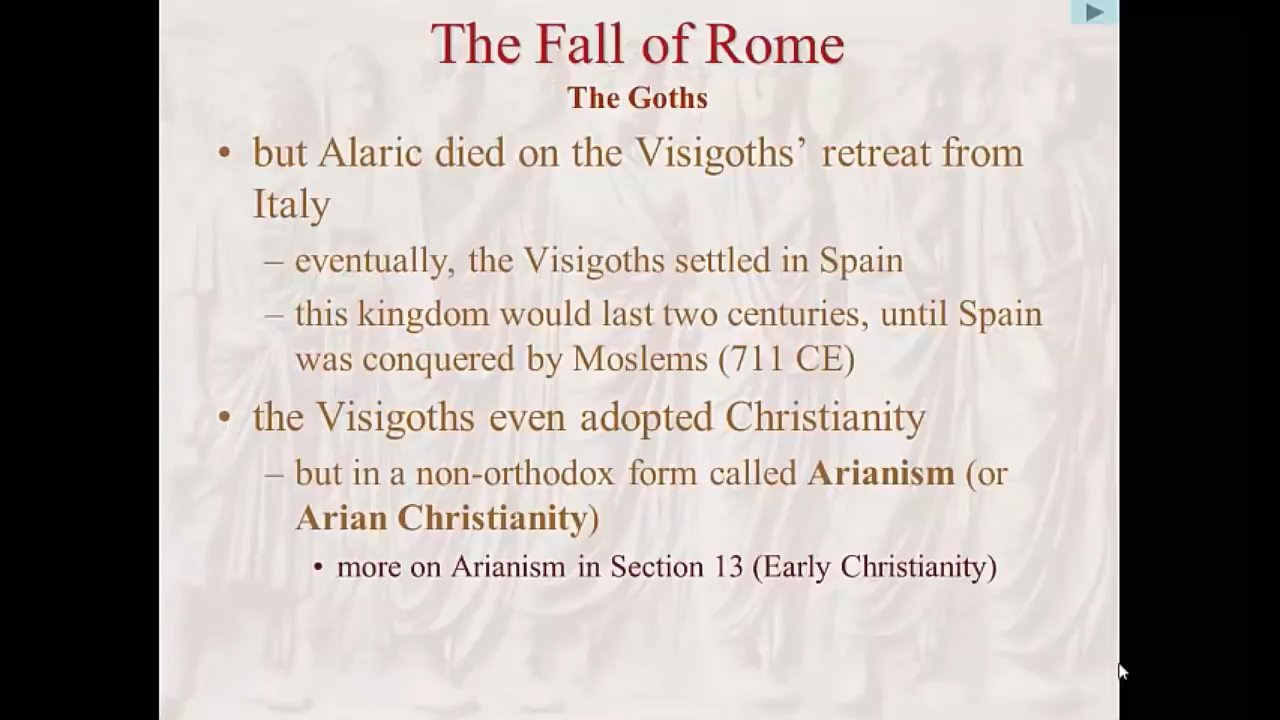 The Fall of Rome
The Goths
• but Alaric died on the Visigoths’ retreat from
Italy
– eventually, the Visigoths settled in Spain
– this kingdom would last two centuries, until Spain
was conquered by Moslems (711 CE)
• the Visigoths even adopted Christianity
– but in a non-orthodox form called Arianism (or
Arian Christianity)
• more on Arianism in Section 13 (Early Christianity)